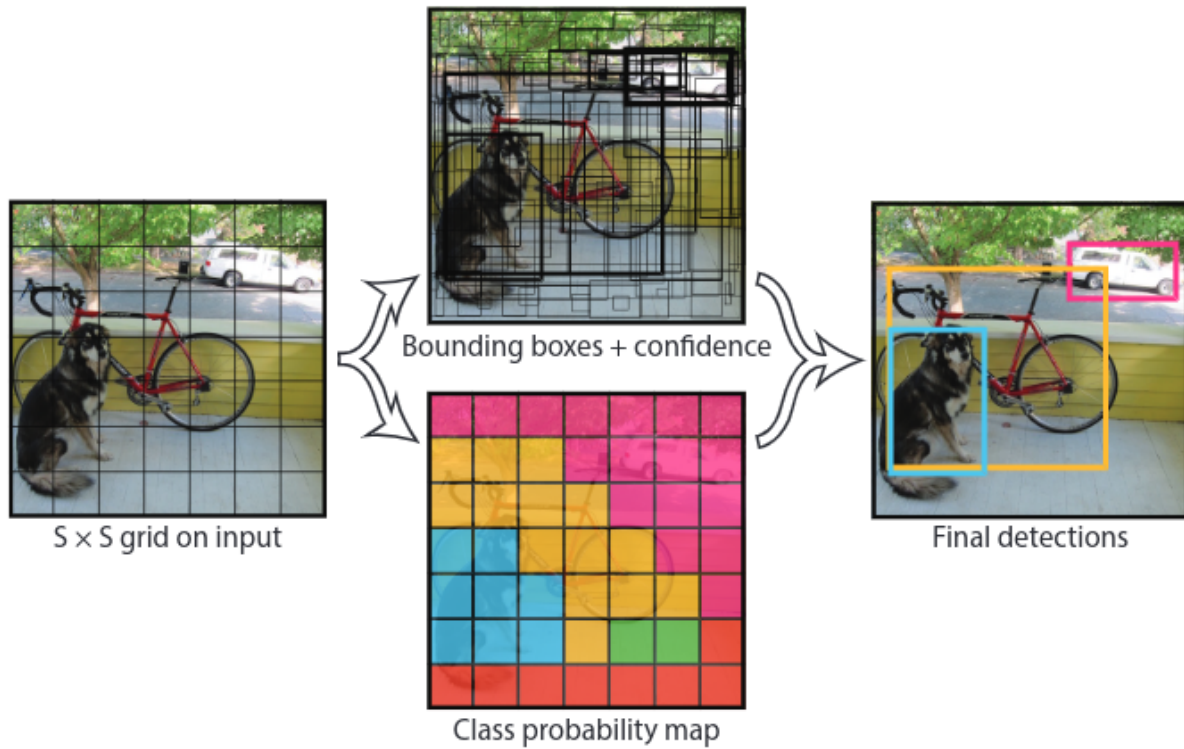 Bounding boxes + confidence
S × S grid on input
Final detections
Class probability map